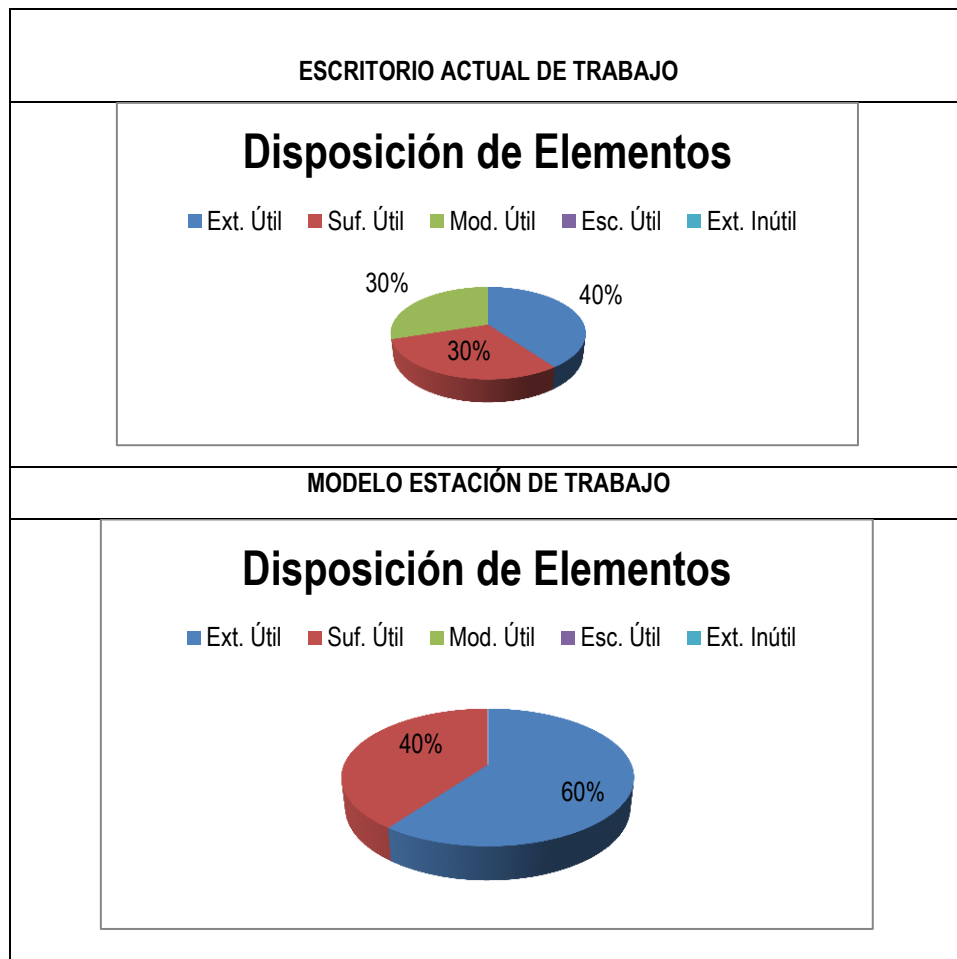 ESCRITORIO ACTUAL DE TRABAJO
Disposición de Elementos
Ext. Útil Suf. Útil Mod. Útil Esc. Útil Ext. Inútil
30% 40%
30%
MODELO ESTACIÓN DE TRABAJO
Disposición de Elementos
Ext. Útil Suf. Útil Mod. Útil Esc. Útil Ext. Inútil
40%
60%